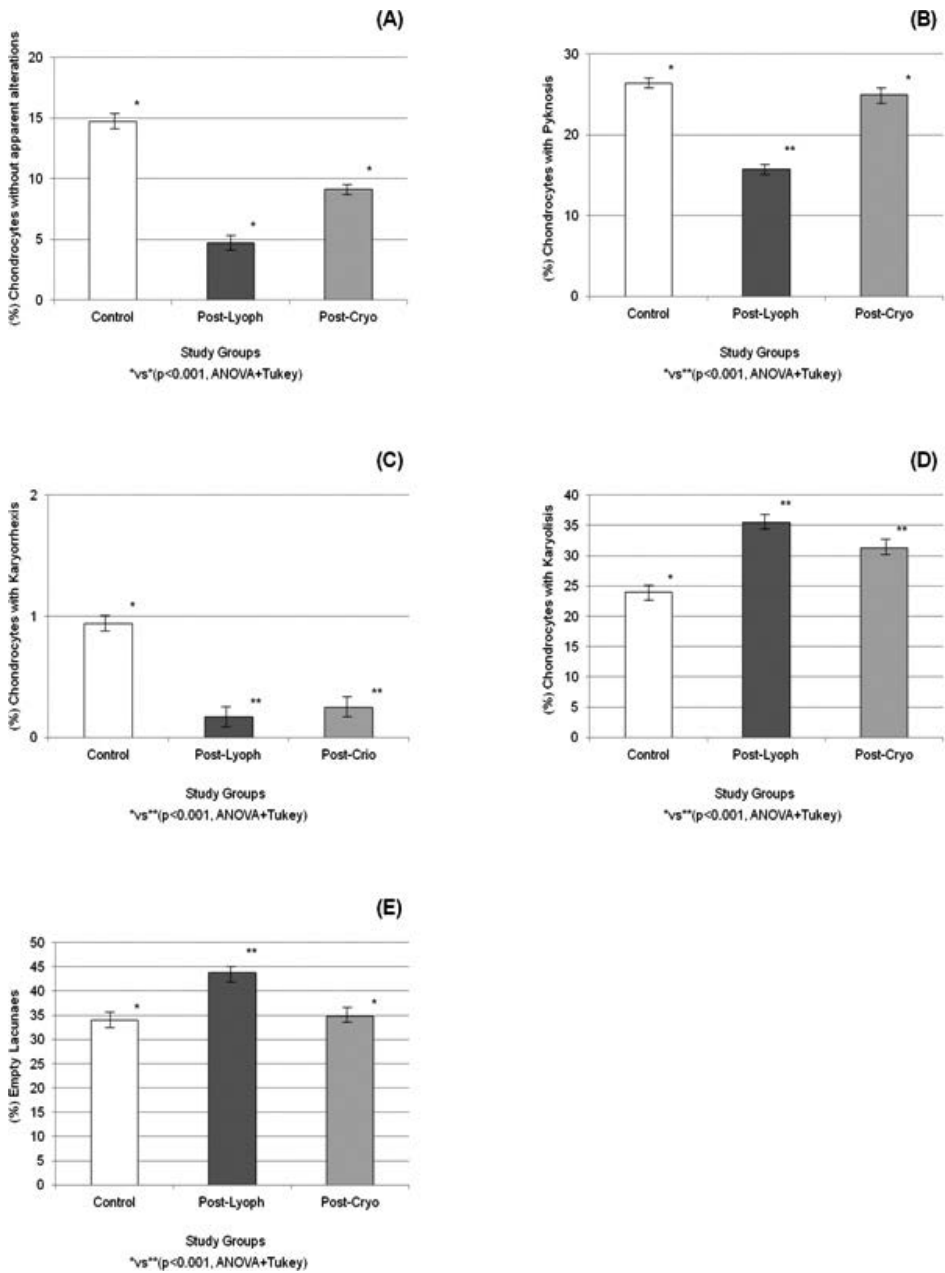 (A)
(%) Chondrocytes without apparent alterations
20
15
10
5
0
*
*
*
Control Post-Lyoph Post-Cryo
Study Groups
*vs*(p<0.001, ANOVA+Tukey)
(B)
(%) Chondrocytes with Pyknosis
30
20
10
0
*
**
*
Control Post-Lyoph Post-Cryo
Study Groups
*vs**(p<0.001, ANOVA+Tukey)
(C)
(%) Chondrocytes with Karyorrhexis
2
1
0
*
**
**
Control Post-Lyoph Post-Crio
Study Groups
*vs**(p<0.001, ANOVA+Tukey)
(D)
(%) Chondrocytes with Karyolisis
40
35
30
25
20
15
10
5
0
*
**
**
Control Post-Lyoph Post-Cryo
Study Groups
*vs**(p<0.001, ANOVA+Tukey)
(E)
(%) Empty Lacunaes
50
45
40
35
30
25
20
15
10
5
0
*
**
*
Control Post-Lyoph Post-Cryo
Study Groups
*vs**(p<0.001, ANOVA+Tukey)